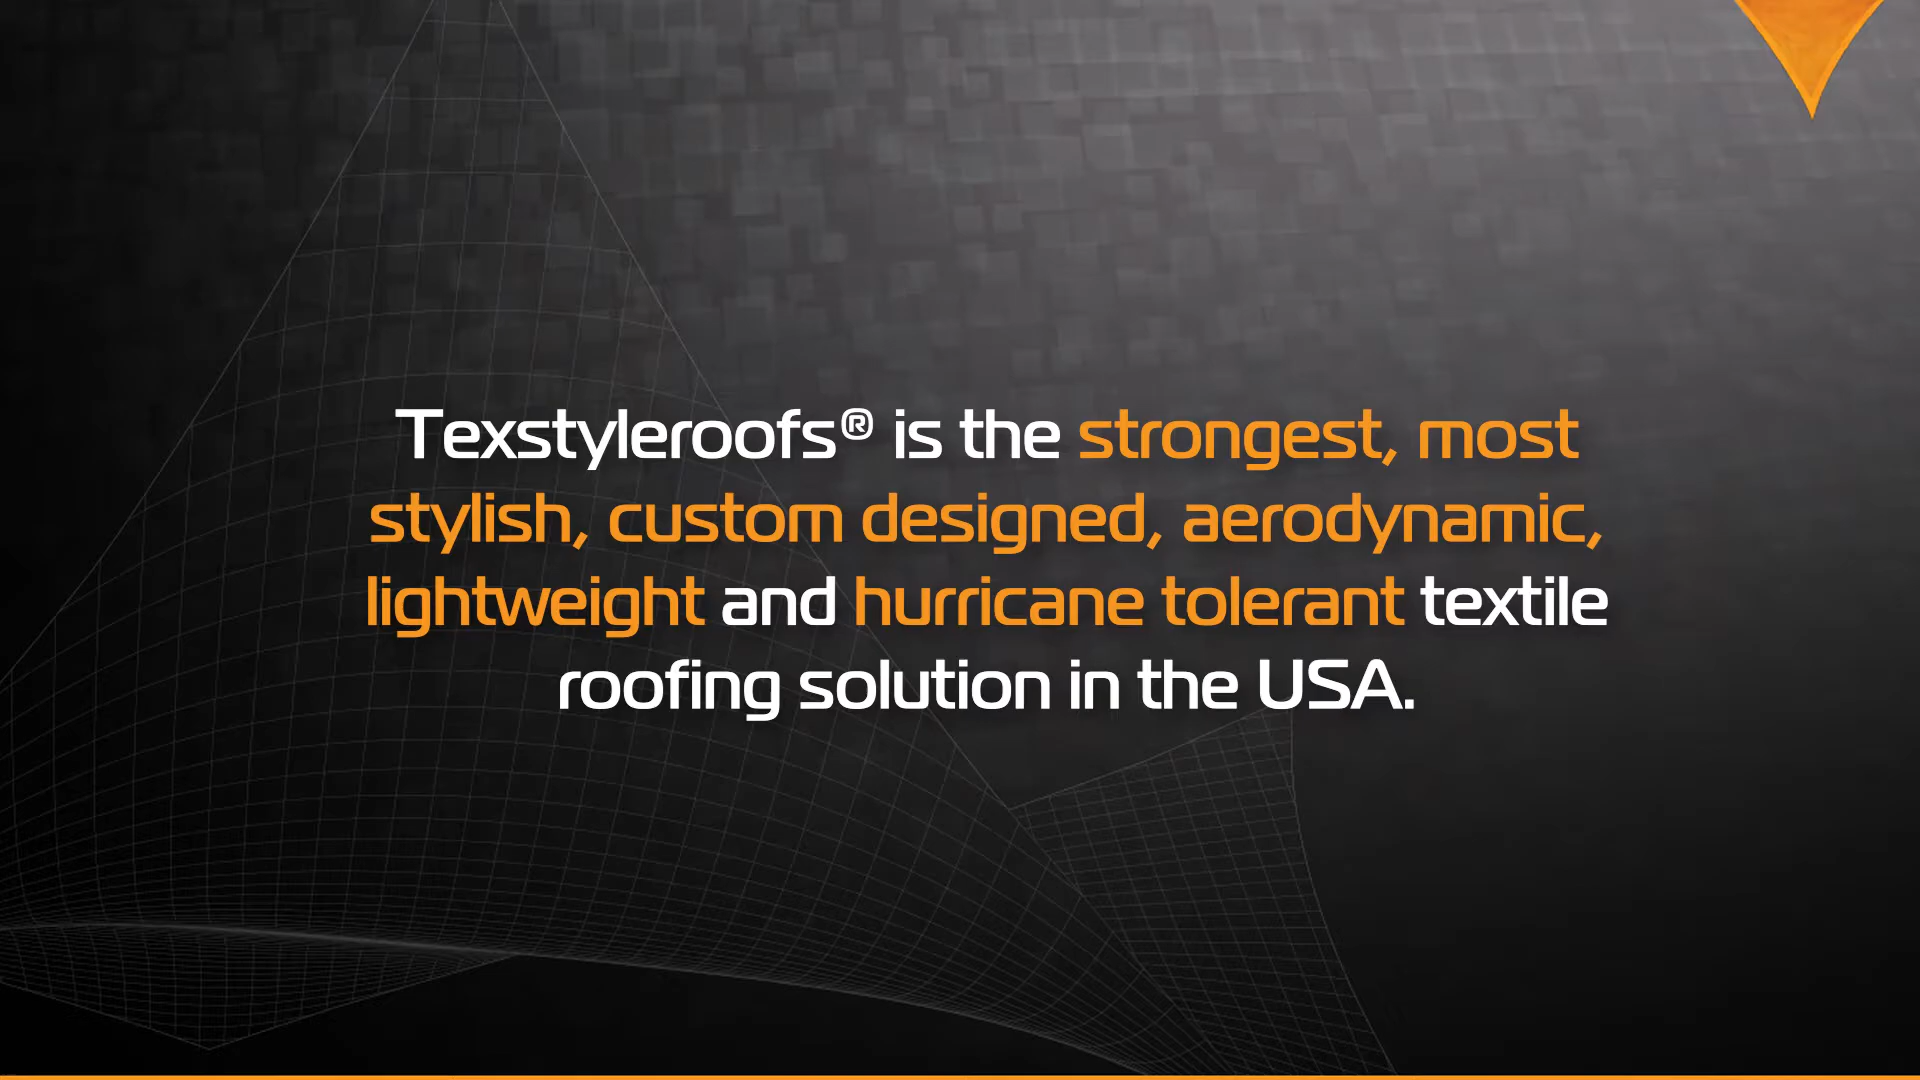 Texstyleroofs® is the strongest, most
stylish, custom designed, aerodynamic,
lightweight and hurricane tolerant textile
roofing solution in the USA.